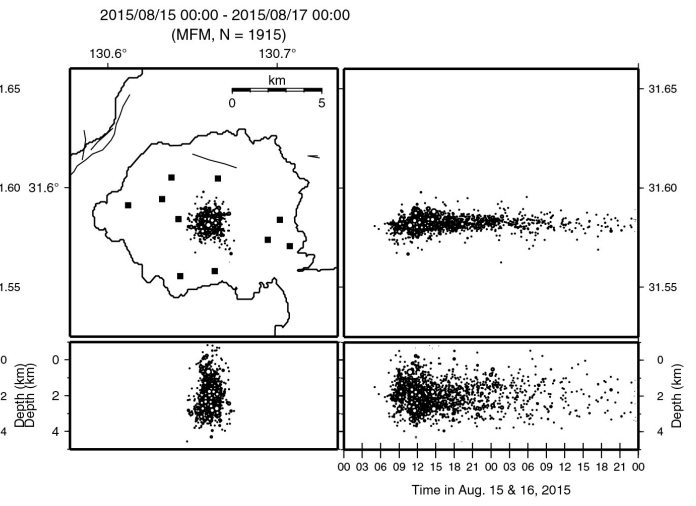 2015/08/15 00:00 - 2015/08/17 00:00
(MFM, N = 1915)
130.6° 130.7°
km
0 5
1.65 31.65
1.60 31.6° 31.60
1.55 31.55
0 0 0
2 2 2
4 4 4
Depth (km)
Depth (km)
Depth (km)
00 03 06 09 12 15 18 21 00 03 06 09 12 15 18 21 00
Time in Aug. 15 & 16, 2015